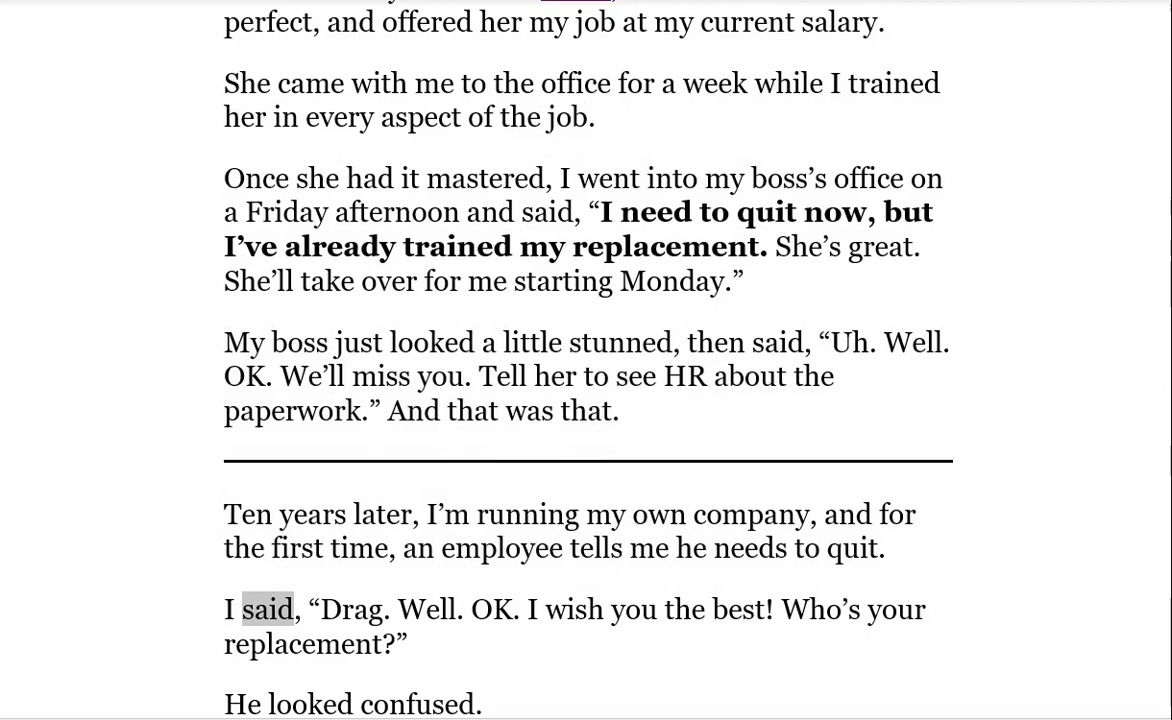 perfect, and offered her my job at my current salary.
She came with me to the office for a week while I trained
her in every aspect of the job.
Once she had it mastered, I went into my boss’s office on
a Friday afternoon and said, “I need to quit now, but
I’ve already trained my replacement. She’s great.
She’ll take over for me starting Monday.”
My boss just looked a little stunned, then said, “Uh. Well.
OK. We’ll miss you. Tell her to see HR about the
paperwork.” And that was that.
Ten years later, I’m running my own company, and for
the first time, an employee tells me he needs to quit.
I said, “Drag. Well. OK. I wish you the best! Who’s your
replacement?”
He looked confused.